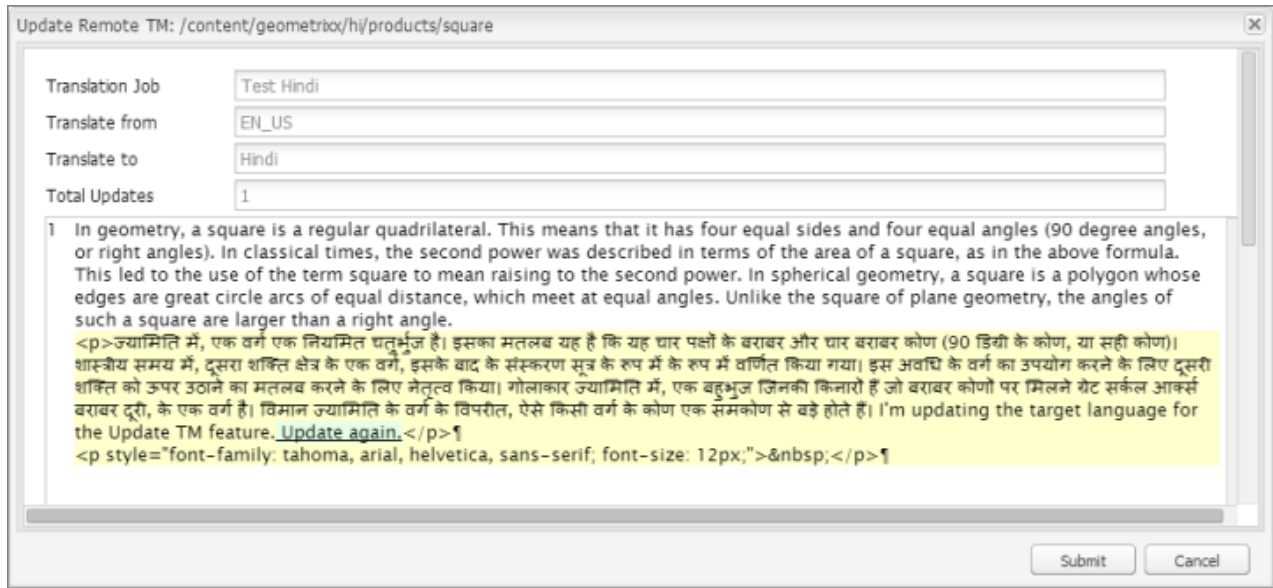 Update Remote TM: /content/geometrixx/hi/products/square
Translation Job Test Hindi
Translate from EN_US
Translate to Hindi
Total Updates 1
1 In geometry, a square is a regular quadrilateral. This means that it has four equal sides and four equal angles (90 degree angles,
or right angles). In classical times, the second power was described in terms of the area of a square, as in the above formula.
This led to the use of the term square to mean raising to the second power. In spherical geometry, a square is a polygon whose
edges are great circle arcs of equal distance, which meet at equal angles. Unlike the square of plane geometry, the angles of
such a square are larger than a right angle.
<p>ज्यामिति में, एक वर्ग एक नियमित चतुर्भुज है। इसका मतलब यह है कि यह चार पक्षों के बराबर और चार बराबर कोण (90 डिग्री के कोण, या सही कोण)।
शास्त्रीय समय में, दूसरा शक्ति क्षेत्र के एक वर्ग, इसके बाद के संस्करण सूत्र के रूप में के रूप में वर्णित किया गया। इस अवधि के वर्ग का उपयोग करने के लिए दूसरी
शक्ति को ऊपर उठाने का मतलब करने के लिए नेतृत्व किया। गोलाकार ज्यामिति में, एक बहुभुज जिनकी किनारों हैं जो बराबर कोणों पर मिलने ग्रेट सर्कल आर्क्स
बराबर दूरी, के एक वर्ग है। विमान ज्यामिति के वर्ग के विपरीत, ऐसे किसी वर्ग के कोण एक समकोण से बड़े होते हैं। I'm updating the target language for
the Update TM feature. Update again.</p>¶
<p style="font-family: tahoma, arial, helvetica, sans-serif; font-size: 12px;">&nbsp;</p>¶
Submit Cancel